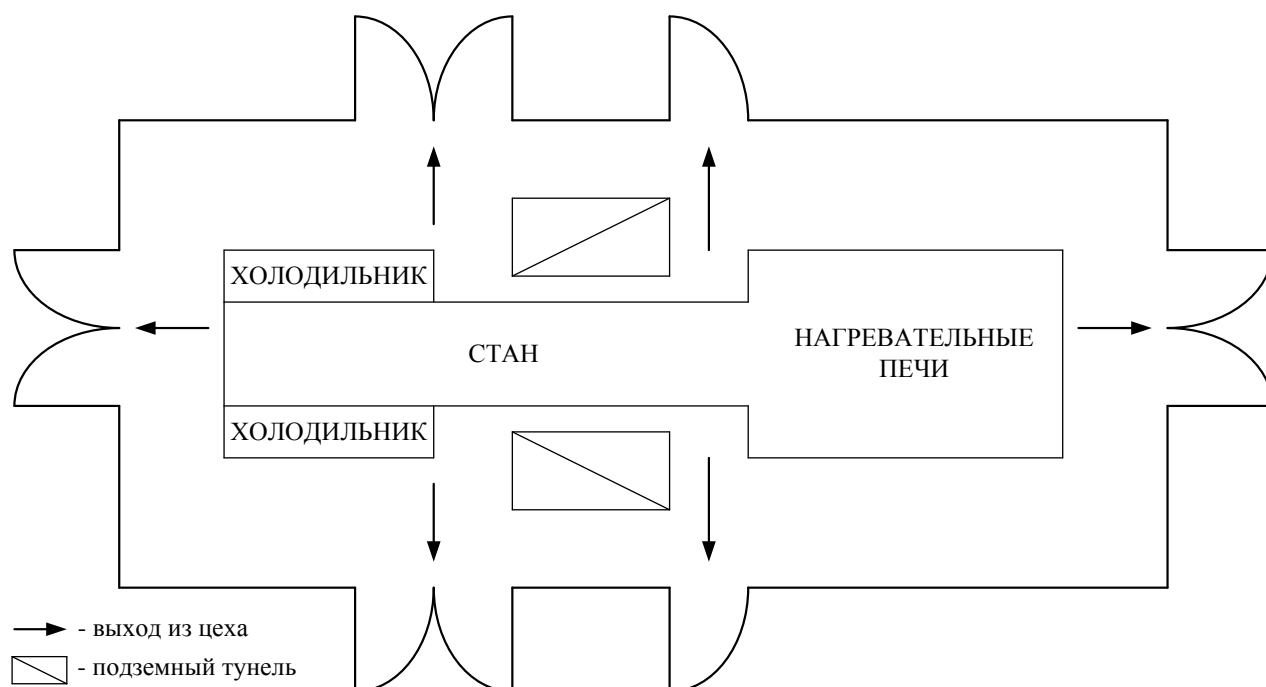 ХОЛОДИЛЬНИК
СТАН
НАГРЕВАТЕЛЬНЫЕ
ПЕЧИ
ХОЛОДИЛЬНИК
- выход из цеха
- подземный тунель